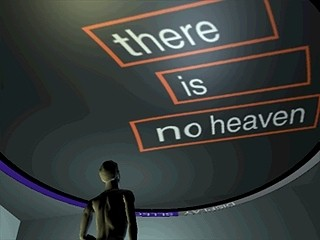 there
is
no heaven